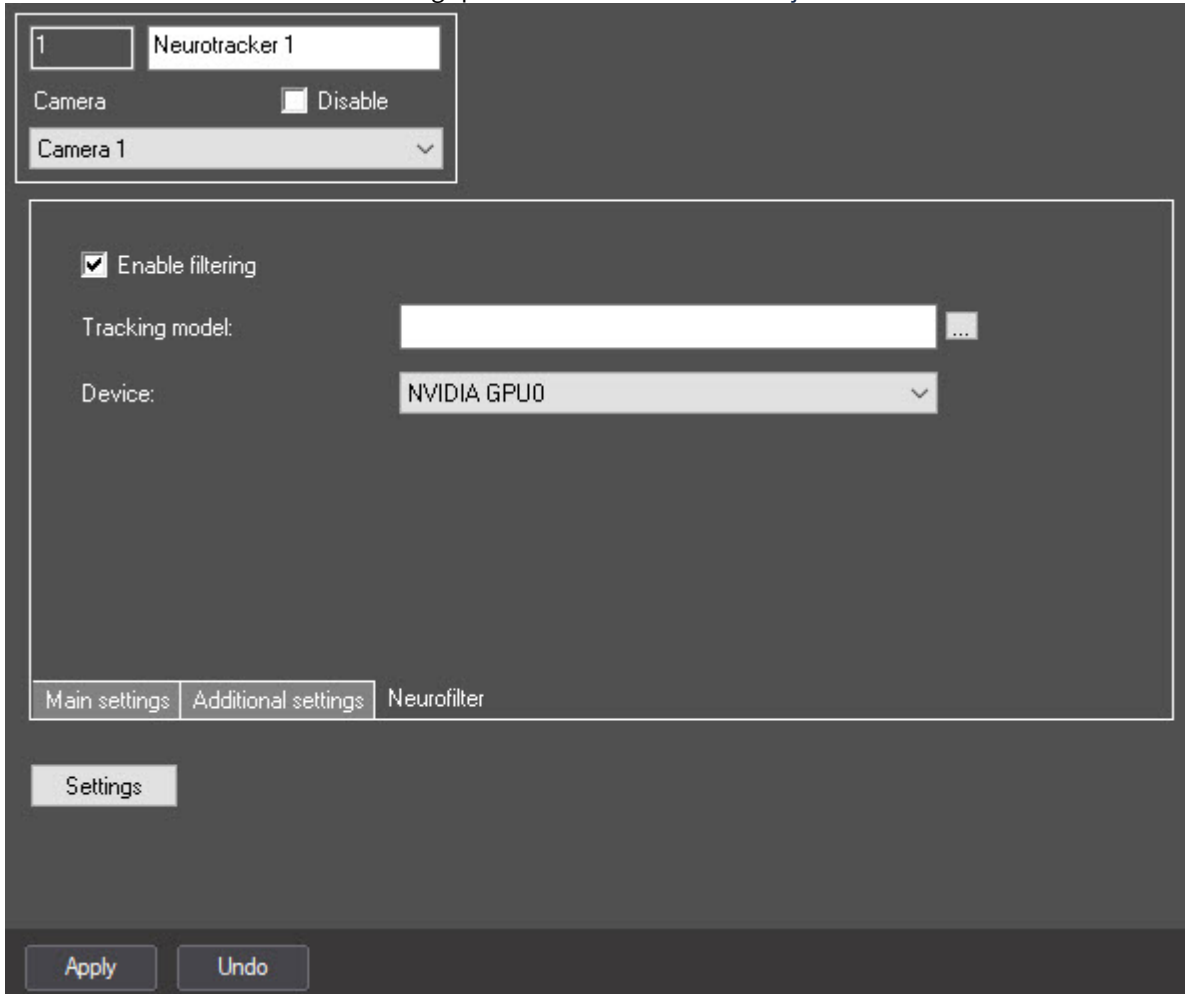 1
Neurotracker 1
Camera
Disable
Camera 1
Enable filtering
Tracking model:
...
Device:
NVIDIA GPU0
Main settings
Additional settings
Neurofilter
Settings
Apply
Undo